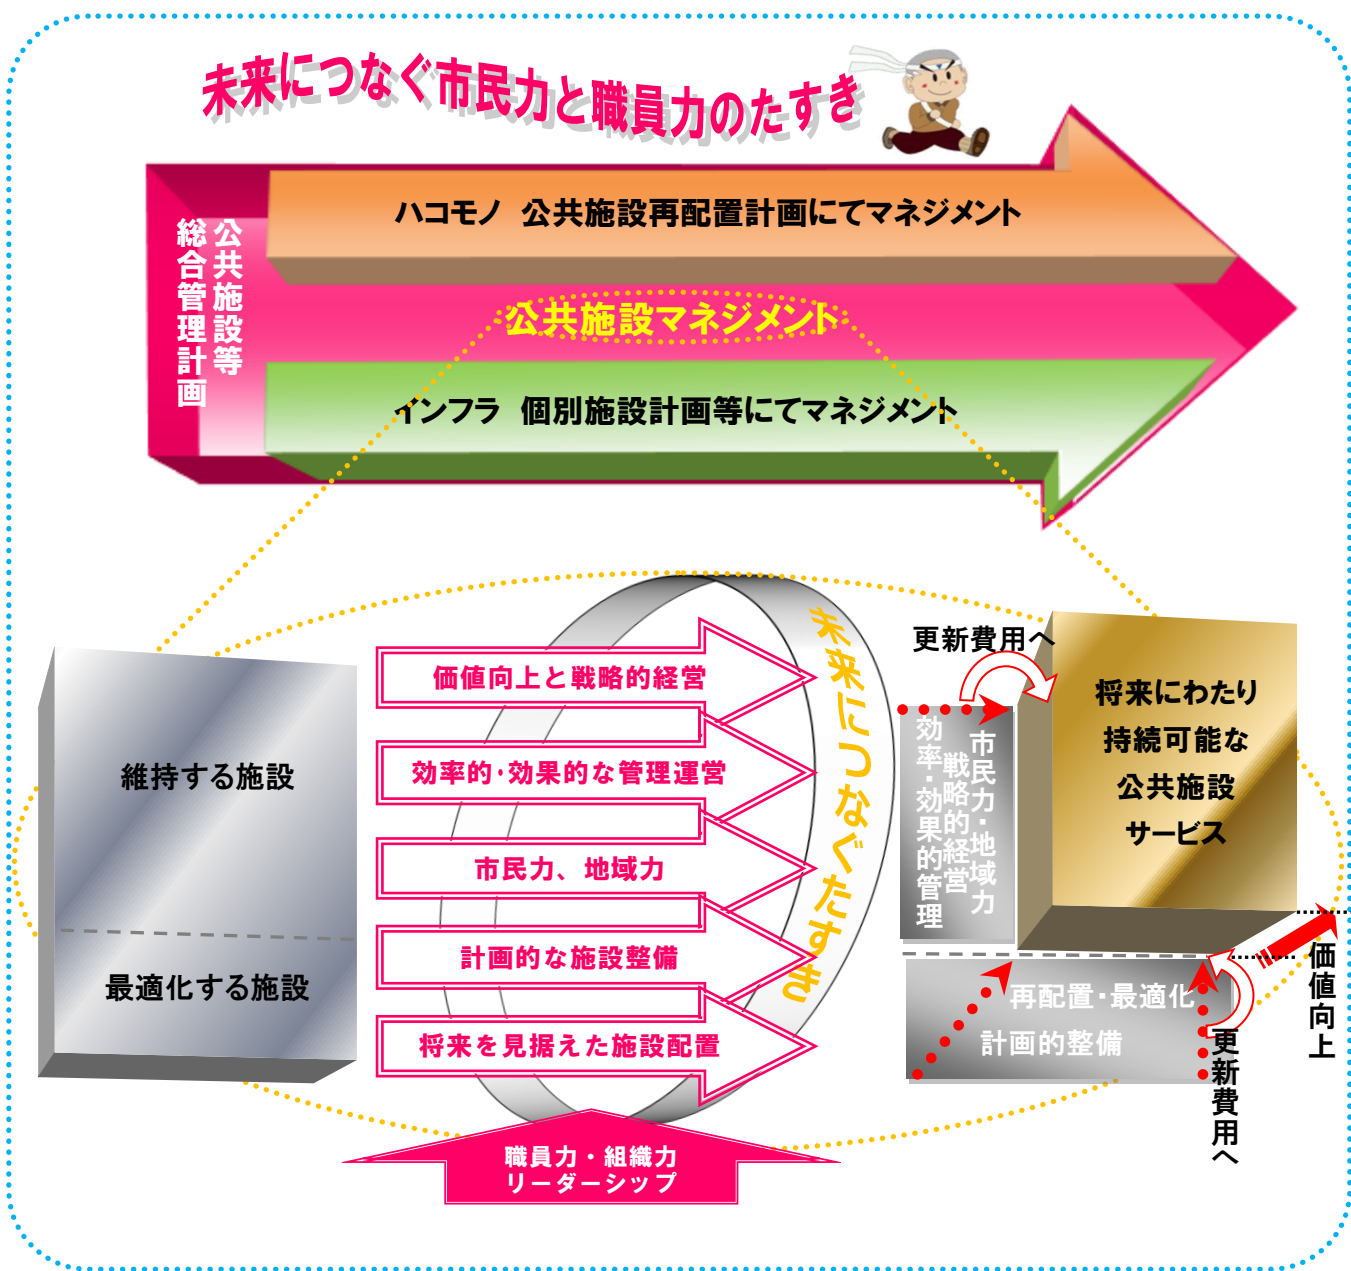 未来につなぐ市民力と職員力のたすき
公共施設等
総合管理計画
ハコモノ 公共施設再配置計画にてマネジメント
公共施設マネジメント
インフラ 個別施設計画等にてマネジメント
維持する施設
最適化する施設
価値向上と戦略的経営
効率的・効果的な管理運営
市民力、地域力
計画的な施設整備
将来を見据えた施設配置
未来につなぐたすき
職員力・組織力
リーダーシップ
更新費用へ
市民力・地域力
戦略的経営
効率・効果的管理
将来にわたり
持続可能な
公共施設
サービス
再配置・最適化
計画的整備
更新費用へ
価値向上